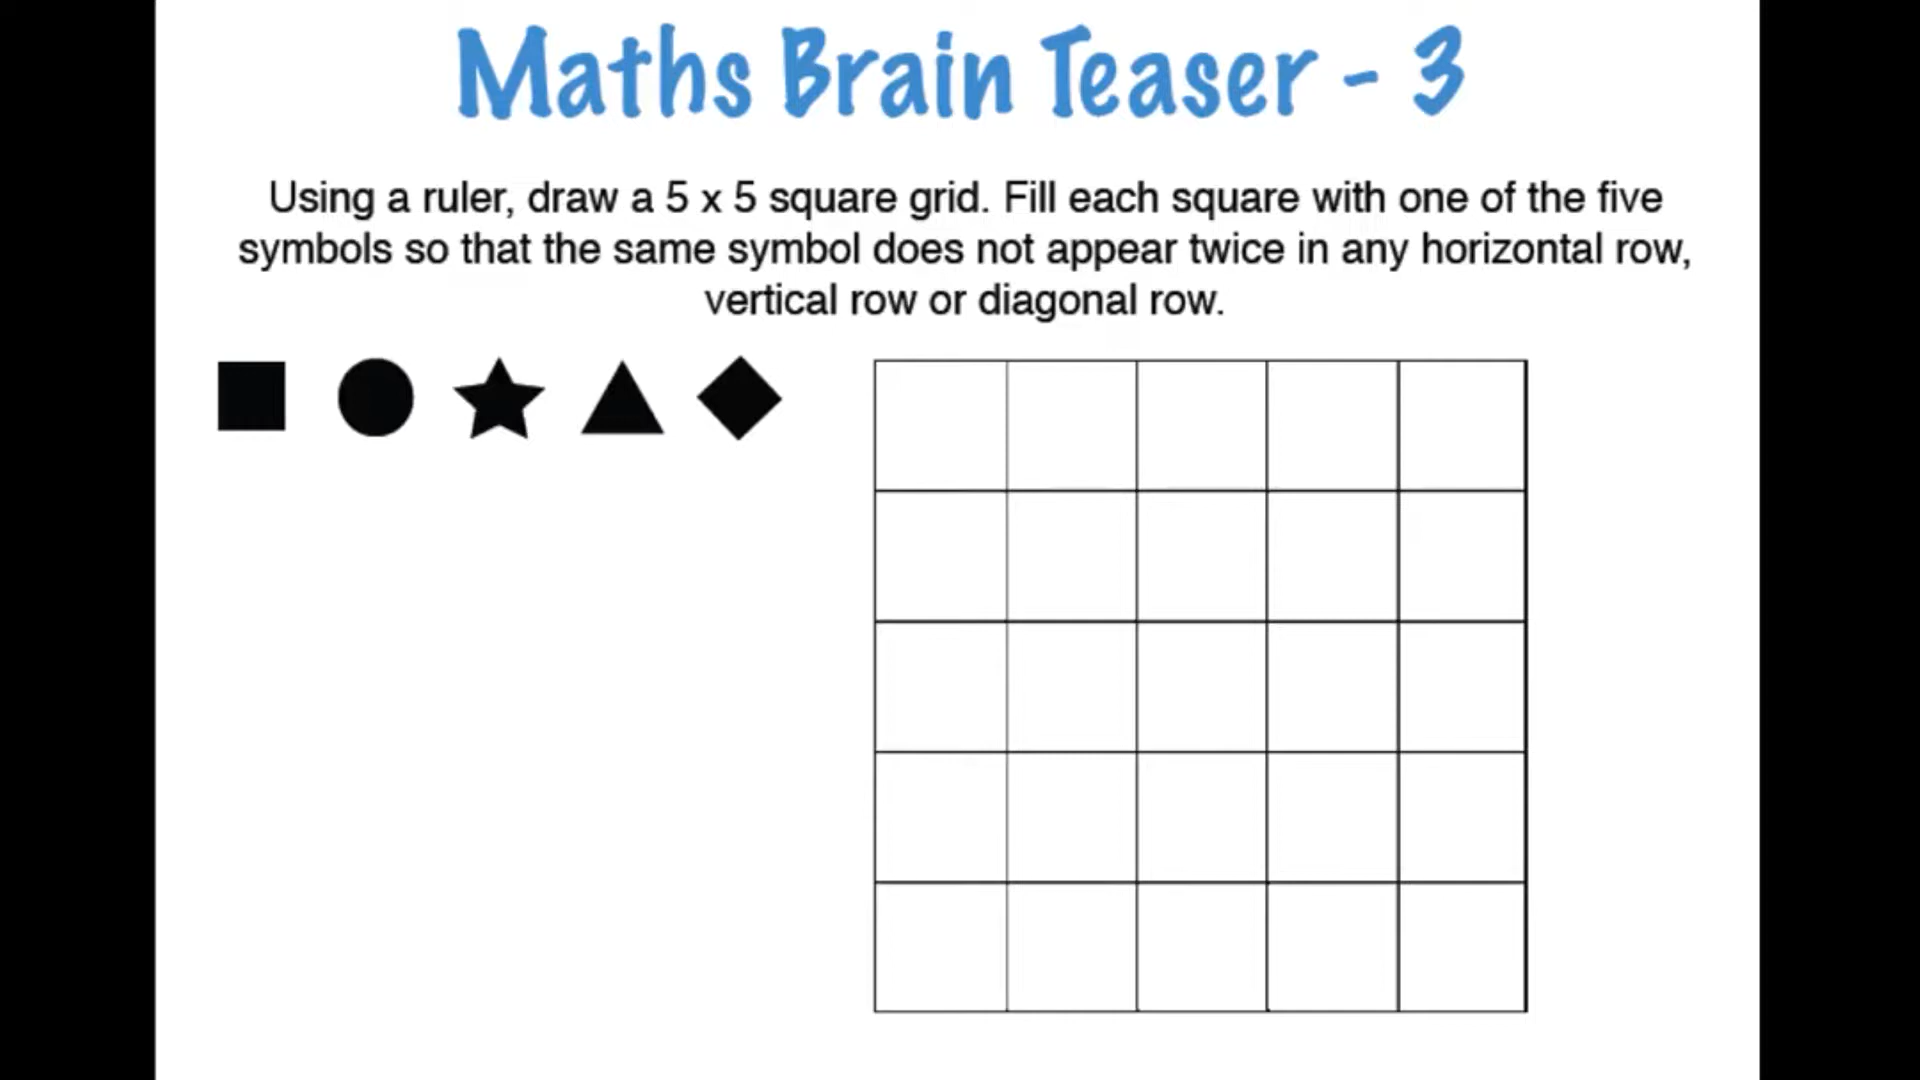 Maths Brain Teaser - 3
Using a ruler, draw a 5 x 5 square grid. Fill each square with one of the five
symbols so that the same symbol does not appear twice in any horizontal row,
vertical row or diagonal row.